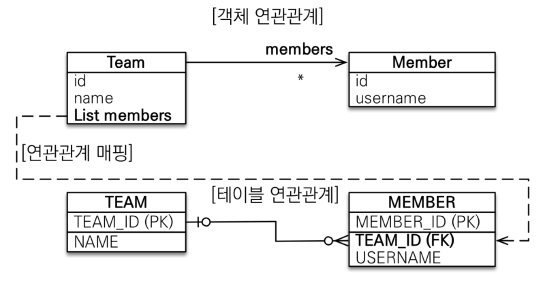 [객체 연관관계]
Team
id
name
List members
members
*
Member
id
username
[연관관계 매핑]
[테이블 연관관계]
TEAM
TEAM_ID (PK)
NAME
MEMBER
MEMBER_ID (PK)
TEAM_ID (FK)
USERNAME